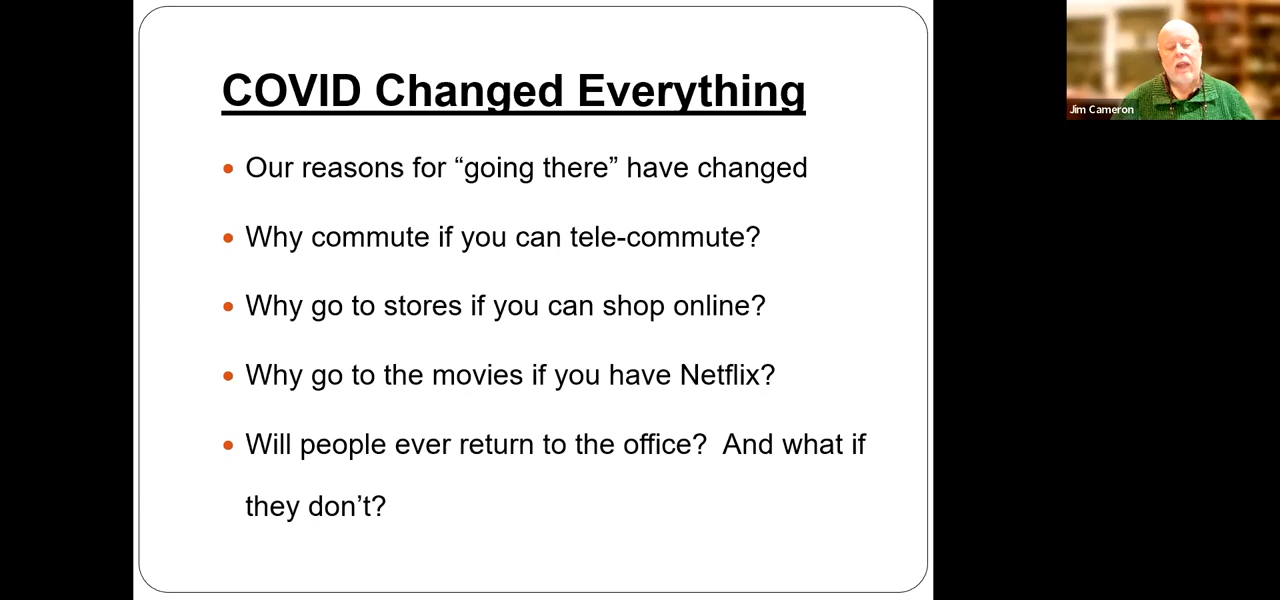 COVID Changed Everything
• Our reasons for “going there” have changed
• Why commute if you can tele-commute?
• Why go to stores if you can shop online?
• Why go to the movies if you have Netflix?
• Will people ever return to the office?  And what if
they don’t?
Jim Cameron